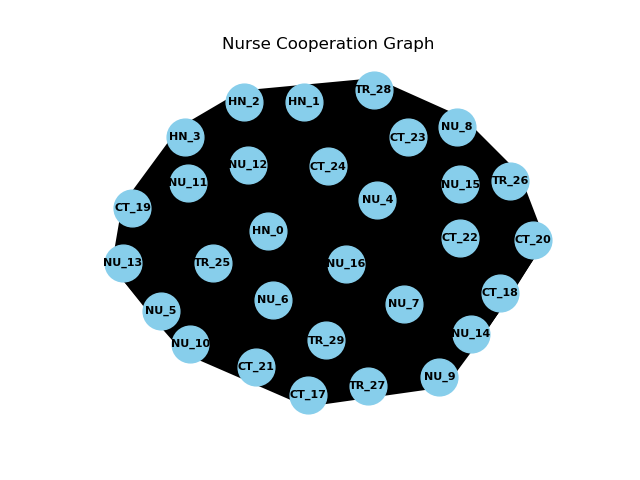 Nurse Cooperation Graph
TR_28
HN_2
HN_1
NU_8
HN_3
CT_23
NU_12
CT_24
NU_11
NU_15
TR_26
NU_4
CT_19
HN_0
CT_22
CT_20
NU_13
TR_25
NU_16
CT_18
NU_6
NU_7
NU_5
NU_14
NU_10
TR_29
CT_21
NU_9
TR_27
CT_17